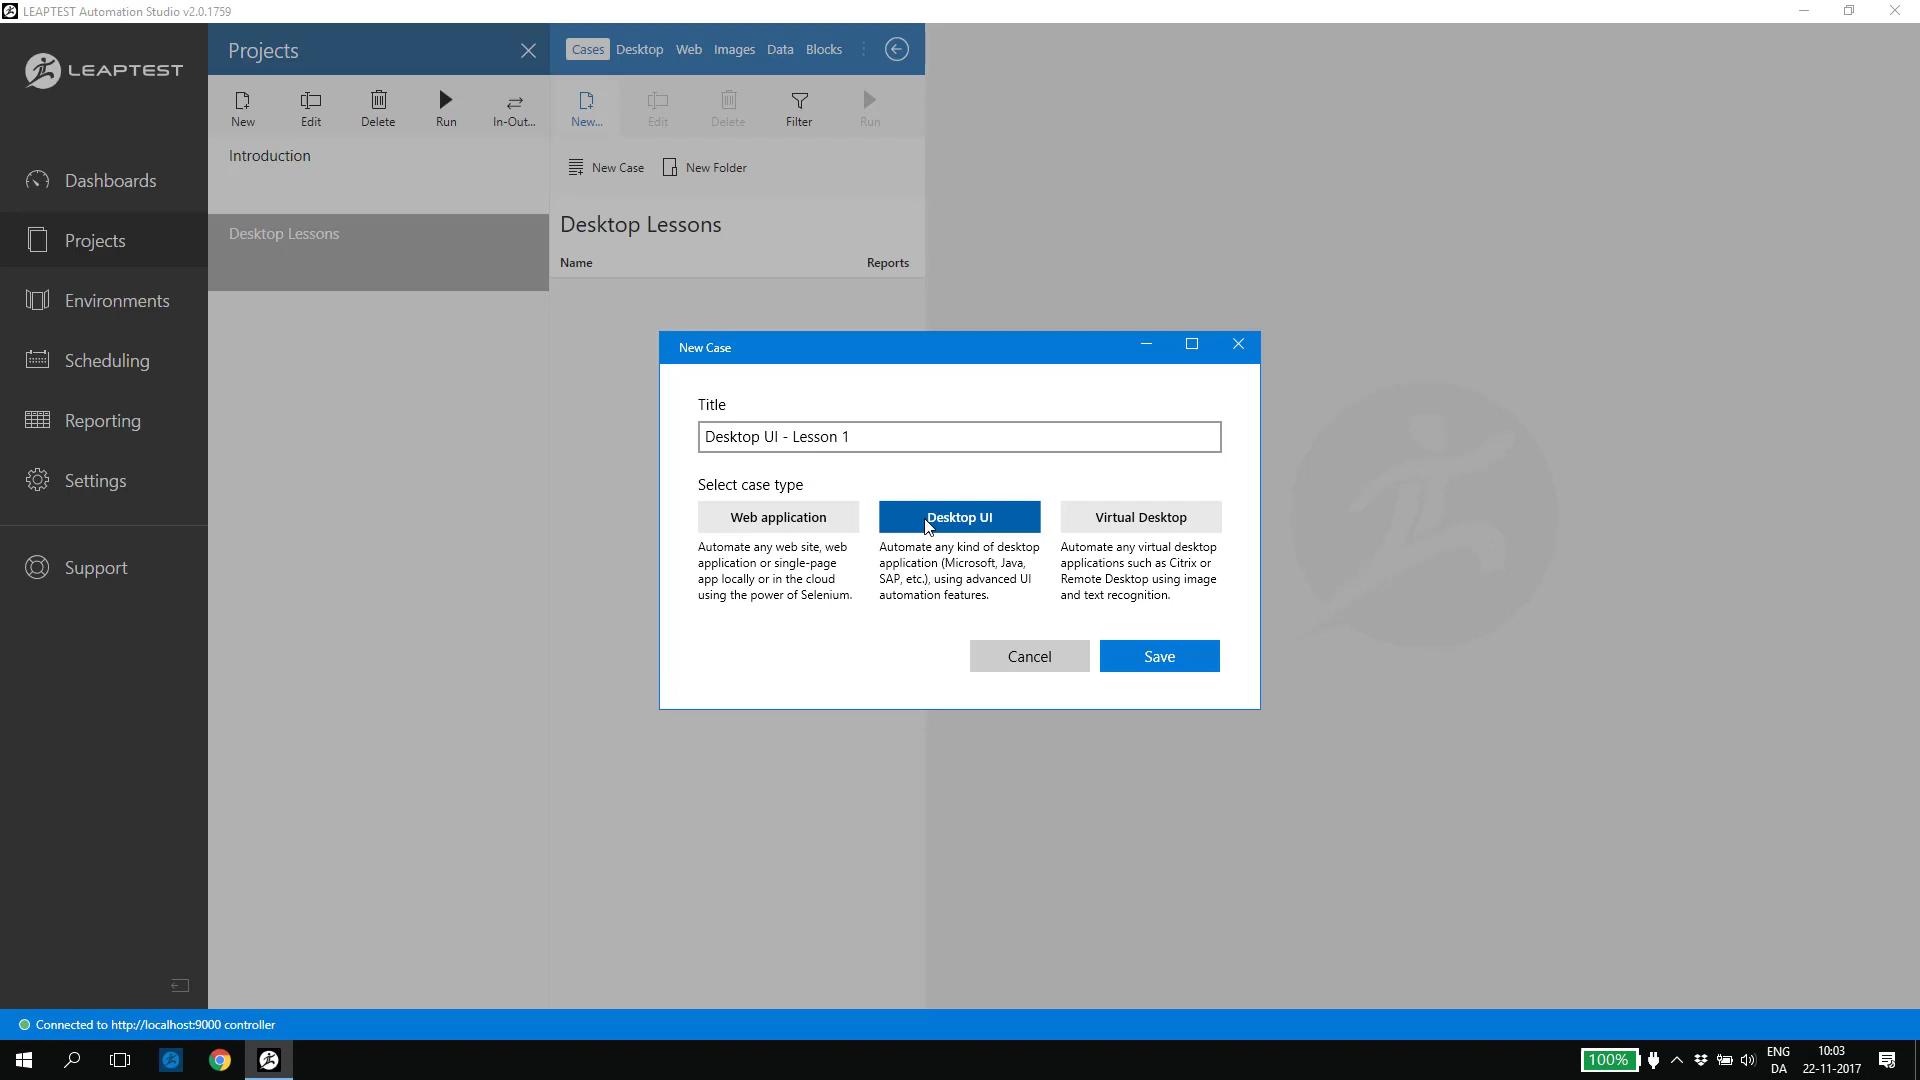 LEAPTEST Automation Studio v2.0.1759
LEAPTEST
Dashboards
Projects
Environments
Scheduling
Reporting
Settings
Support
Projects
New
Edit
Delete
Run
In-Out...
Introduction
Desktop Lessons
Cases Desktop Web Images Data Blocks
New...
Edit
Delete
Filter
Run
New Case
New Folder
Desktop Lessons
Name Reports
New Case
Title
Desktop UI - Lesson 1
Select case type
Web application
Automate any web site, web
application or single-page
app locally or in the cloud
using the power of Selenium.
Desktop UI
Automate any kind of desktop
application (Microsoft, Java,
SAP, etc.), using advanced UI
automation features.
Virtual Desktop
Automate any virtual desktop
applications such as Citrix or
Remote Desktop using image
and text recognition.
Cancel
Save
Connected to http://localhost:9000 controller
100%
ENG
DA
10:03
22-11-2017